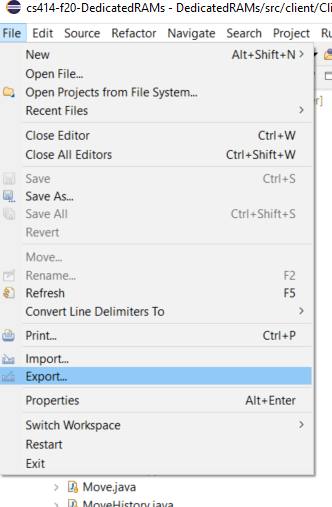 cs414-f20-DedicatedRAMs - DedicatedRAMs/src/client/Cli
File Edit Source Refactor Navigate Search Project Ru
New Alt+Shift+N >
Open File...
Open Projects from File System...
Recent Files >
Close Editor Ctrl+W
Close All Editors Ctrl+Shift+W
Save Ctrl+S
Save As...
Save All Ctrl+Shift+S
Revert
Move...
Rename... F2
Refresh F5
Convert Line Delimiters To >
Print... Ctrl+P
Import...
Export...
Properties Alt+Enter
Switch Workspace >
Restart
Exit
> Move.java
> MoveHistory.java